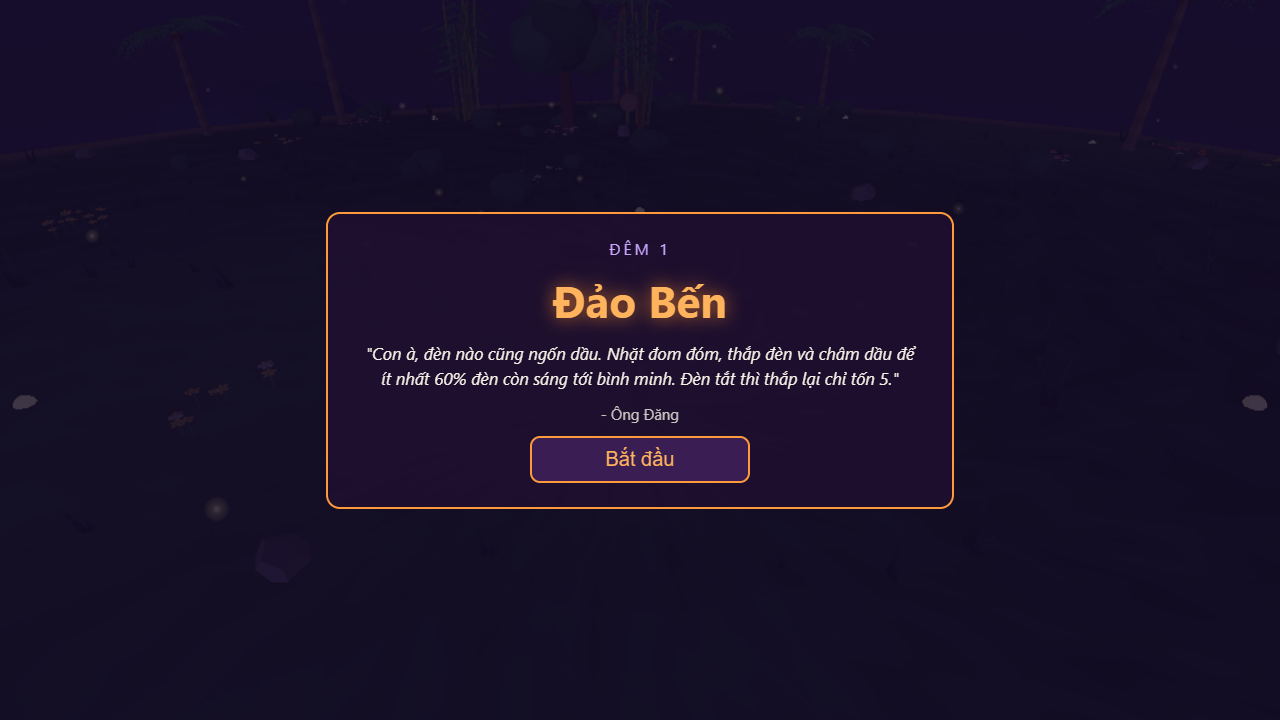 ĐÊM 1
Đảo Bến
"Con à, đèn nào cũng ngốn dầu. Nhặt đom đóm, thắp đèn và châm dầu để
ít nhất 60% đèn còn sáng tới bình minh. Đèn tắt thì thắp lại chỉ tốn 5."
- Ông Đăng
Bắt đầu